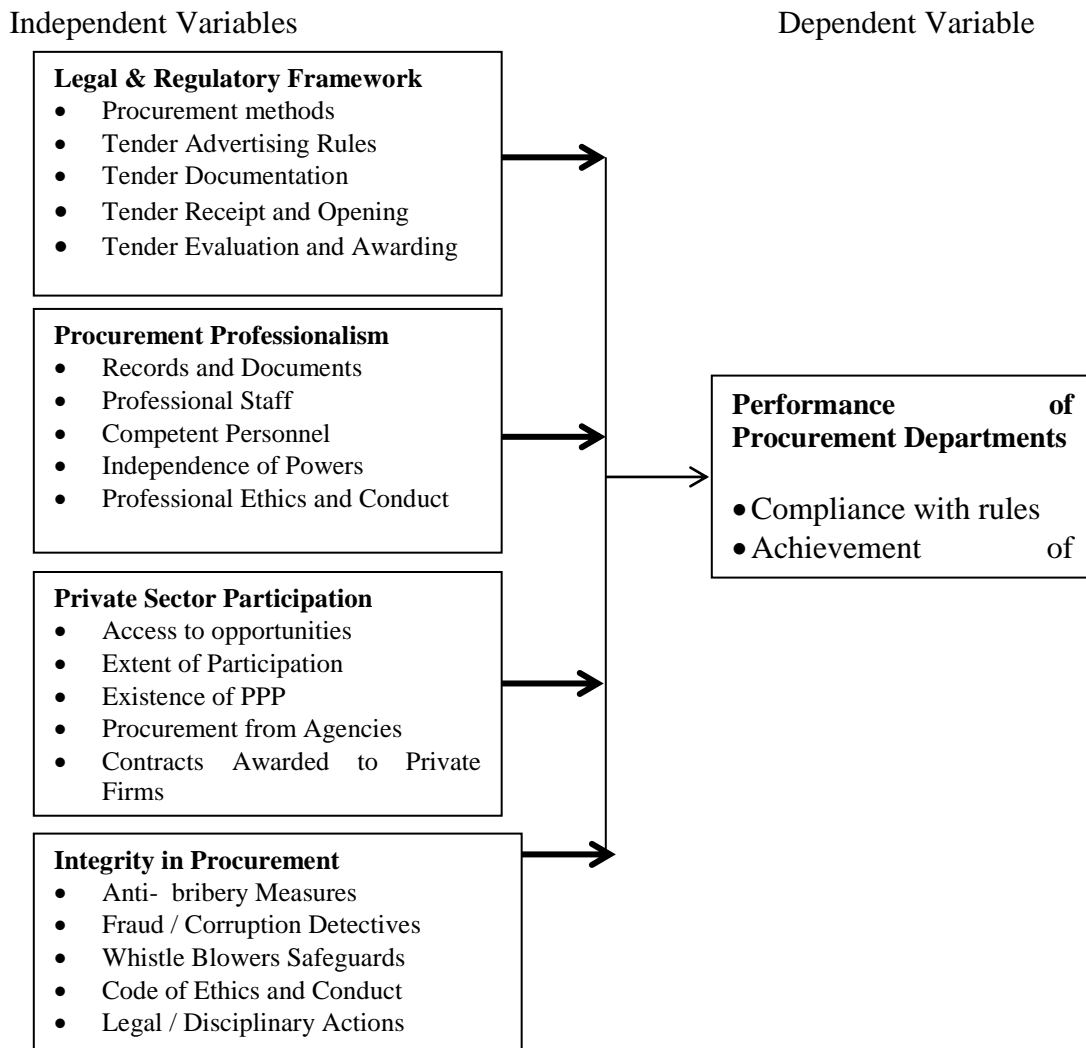 Independent Variables
Dependent Variable
Legal & Regulatory Framework
• Procurement methods
• Tender Advertising Rules
• Tender Documentation
• Tender Receipt and Opening
• Tender Evaluation and Awarding
Procurement Professionalism
• Records and Documents
• Professional Staff
• Competent Personnel
• Independence of Powers
• Professional Ethics and Conduct
Private Sector Participation
• Access to opportunities
• Extent of Participation
• Existence of PPP
• Procurement from Agencies
• Contracts Awarded to Private
Firms
Integrity in Procurement
• Anti- bribery Measures
• Fraud / Corruption Detectives
• Whistle Blowers Safeguards
• Code of Ethics and Conduct
• Legal / Disciplinary Actions
Performance of
Procurement Departments
• Compliance with rules
• Achievement of